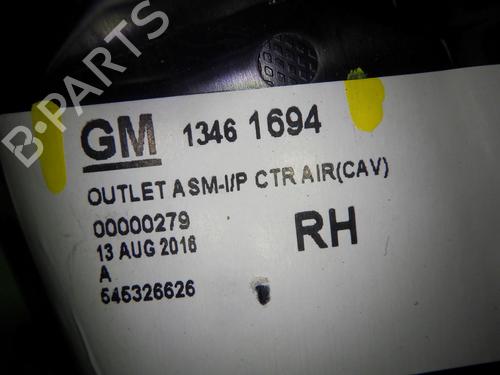 B-PARTS
GM 1346 1694
OUTLET ASM-I/P CTR AIR(CAV)
00000279
13 AUG 2016
A
545326626
RH